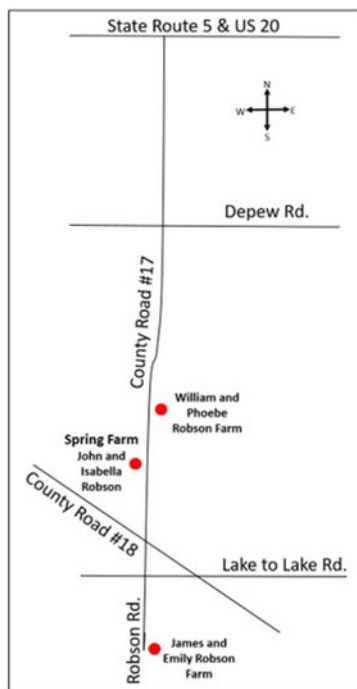 State Route 5 & US 20
N
W E
S
Depew Rd.
County Road #17
William and
Phoebe
Robson Farm
Spring Farm
John and
Isabella
Robson
County Road #18
Lake to Lake Rd.
Robson Rd.
James and
Emily Robson
Farm